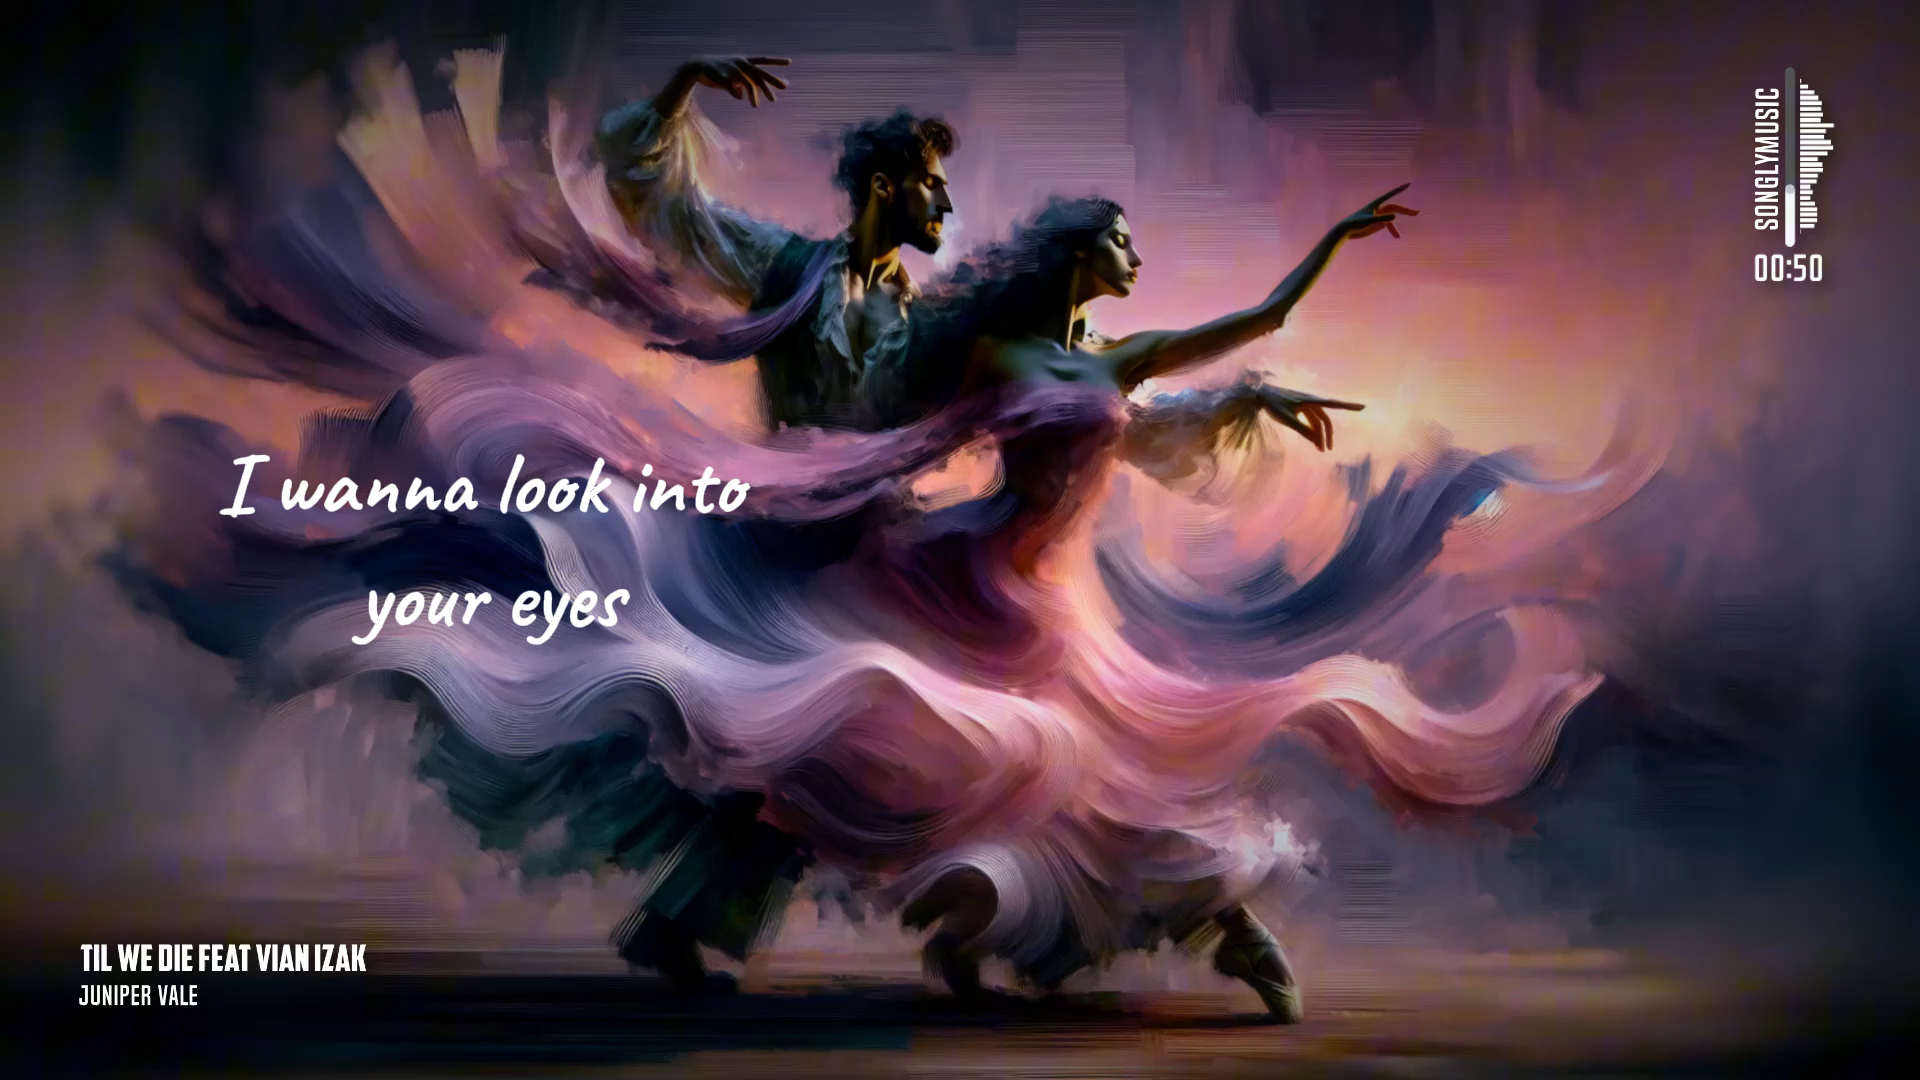 SONGLYMUSIC
00:50
I wanna look into
your eyes
TIL WE DIE FEAT VIAN IZAK
JUNIPER VALE